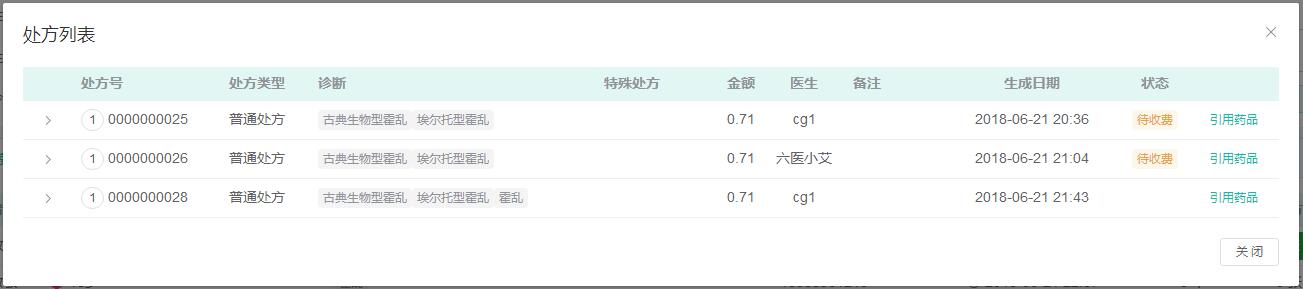 处方列表
处方号 处方类型 诊断 特殊处方 金额 医生 备注 生成日期 状态
1 0000000025 普通处方 古典生物型霍乱 埃尔托型霍乱 0.71 cg1 2018-06-21 20:36 待收费 引用药品
1 0000000026 普通处方 古典生物型霍乱 埃尔托型霍乱 0.71 六医小艾 2018-06-21 21:04 待收费 引用药品
1 0000000028 普通处方 古典生物型霍乱 埃尔托型霍乱 霍乱 0.71 cg1 2018-06-21 21:43 引用药品
关闭